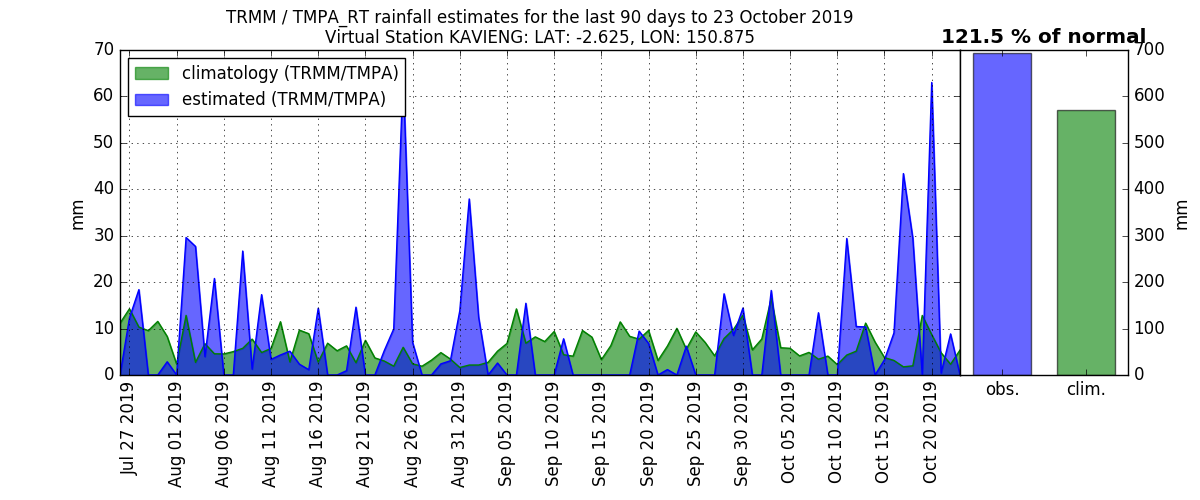 TRMM / TMPA_RT rainfall estimates for the last 90 days to 23 October 2019
Virtual Station KAVIENG: LAT: -2.625, LON: 150.875
121.5 % of normal
climatology (TRMM/TMPA)
estimated (TRMM/TMPA)
70
60
50
40
30
20
10
0
mm
700
600
500
400
300
200
100
0
mm
Jul 27 2019
Aug 01 2019
Aug 06 2019
Aug 11 2019
Aug 16 2019
Aug 21 2019
Aug 26 2019
Aug 31 2019
Sep 05 2019
Sep 10 2019
Sep 15 2019
Sep 20 2019
Sep 25 2019
Sep 30 2019
Oct 05 2019
Oct 10 2019
Oct 15 2019
Oct 20 2019
obs.
clim.